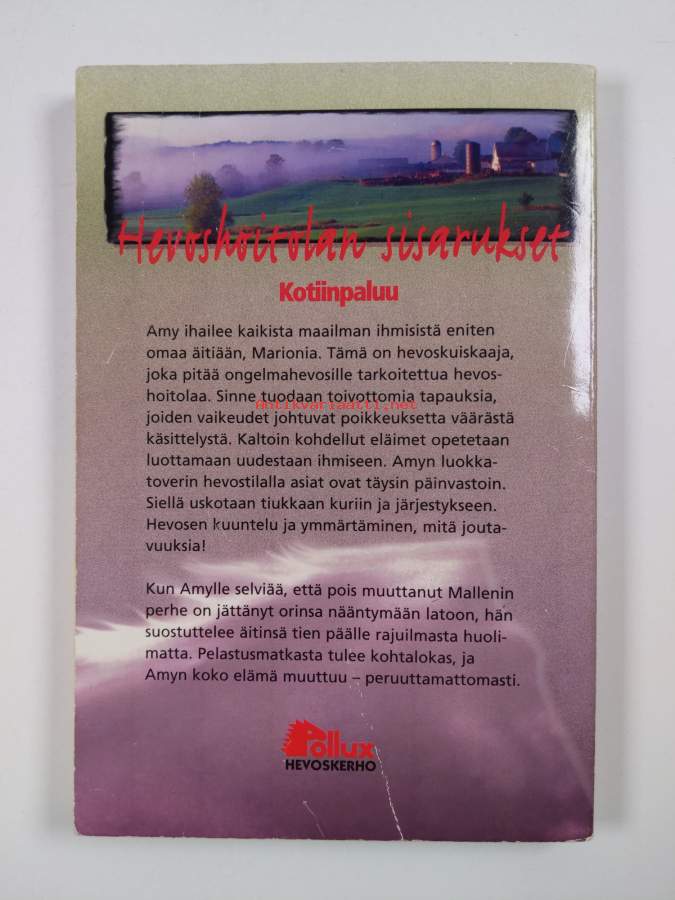 Hevoshoitolan sisarukset
Kotiinpaluu
Amy ihailee kaikista maailman ihmisistä eniten
omaa äitiään, Marionia. Tämä on hevoskuiskaaja,
joka pitää ongelmahevosille tarkoitettua hevos-
hoitolaa. Sinne tuodaan toivottomia tapauksia,
Antikvariaatti.net
joiden vaikeudet johtuvat poikkeuksetta väärästä
käsittelystä. Kaltoin kohdellut eläimet opetetaan
luottamaan uudestaan ihmiseen. Amyn luokka-
toverin hevostilalla asiat ovat täysin päinvastoin.
Siellä uskotaan tiukkaan kuriin ja järjestykseen.
Hevosen kuuntelu ja ymmärtäminen, mitä jouta-
vuuksia!
Kun Amylle selviää, että pois muuttanut Mallenin
perhe on jättänyt orinsa nääntymään latoon, hän
suostuttelee äitinsä tien päälle rajuilmasta huoli-
matta. Pelastusmatkasta tulee kohtalokas, ja
Amyn koko elämä muuttuu – peruuttamattomasti.
Pollux
HEVOSKERHO